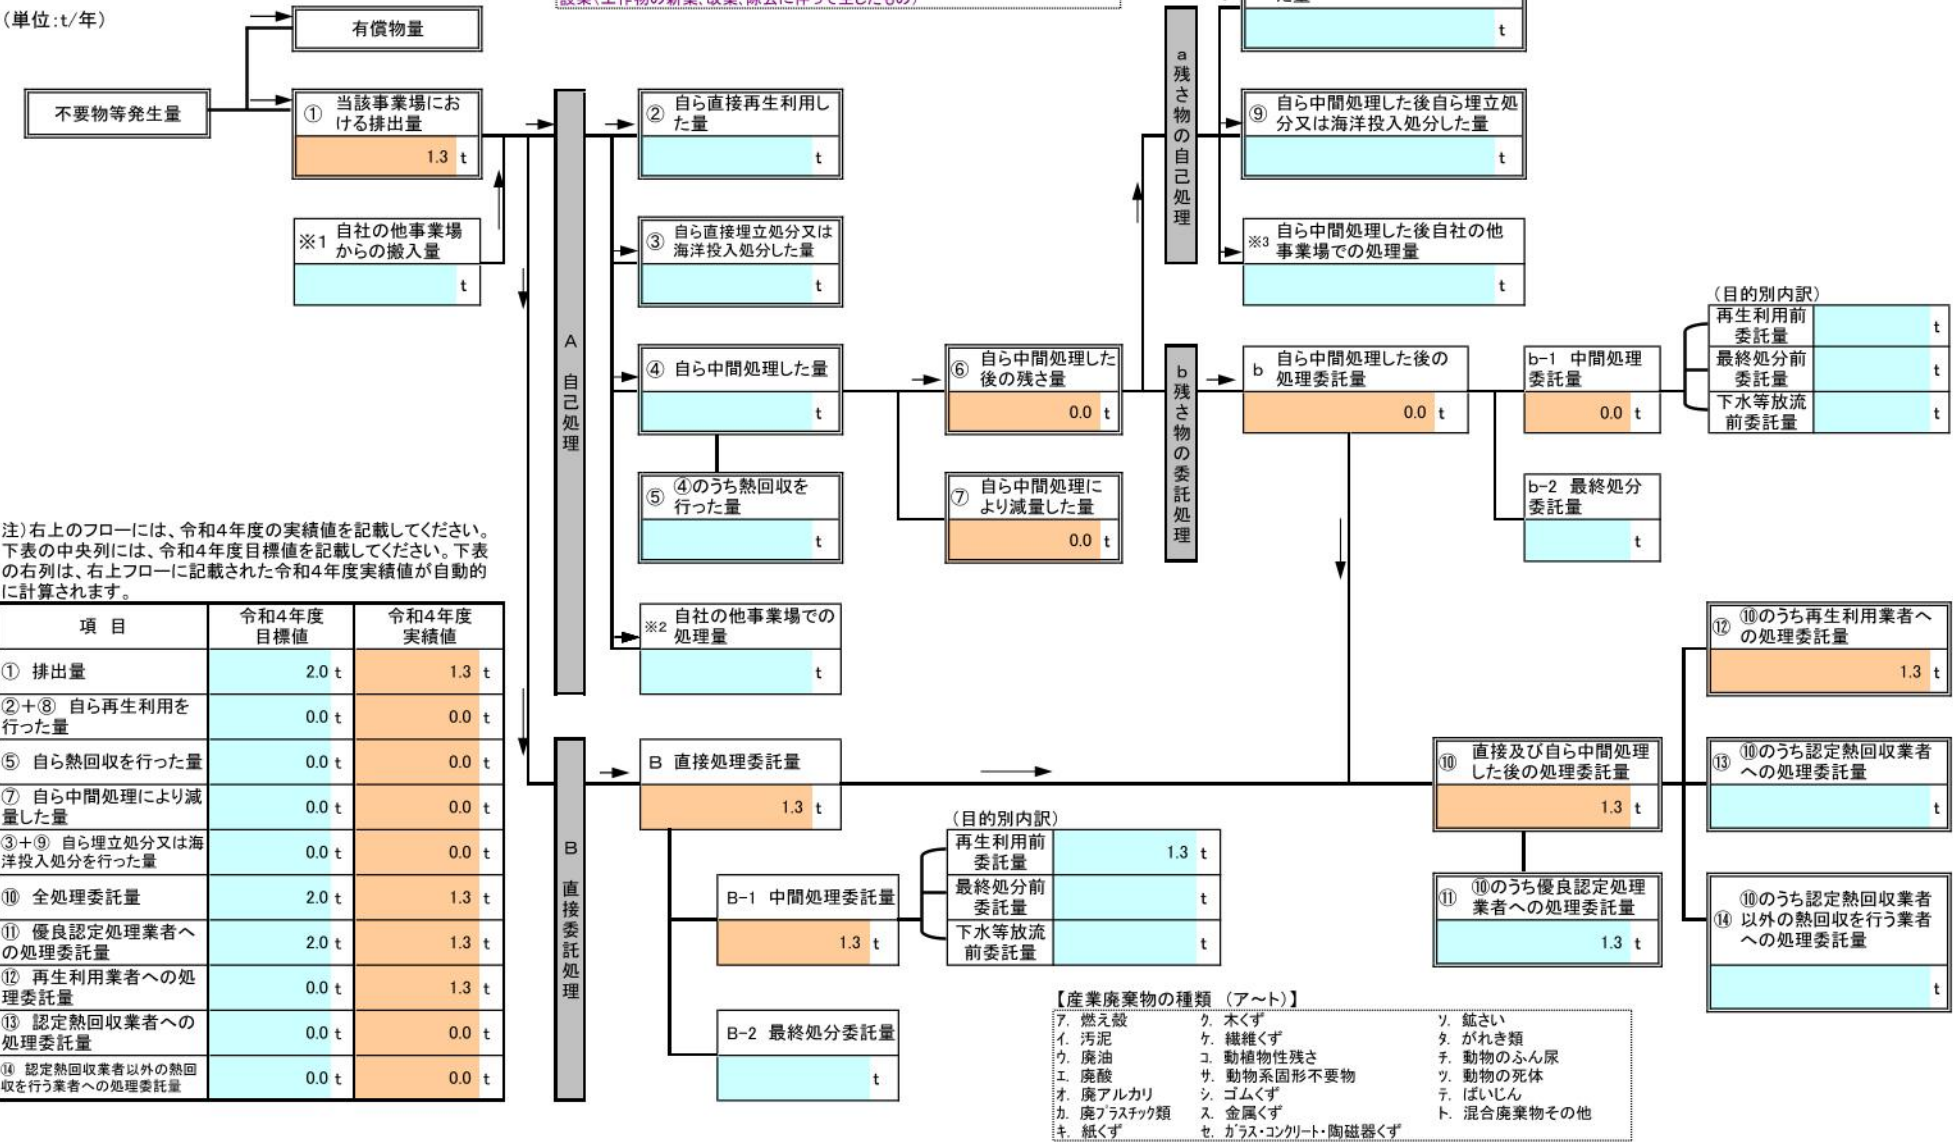 (単位:t/年)
有償物量
不要物等発生量
① 当該事業場にお
ける排出量
1.3 t
※1 自社の他事業場
からの搬入量
t
A 自己処理
② 自ら直接再生利用し
た量
t
③ 自ら直接埋立処分又は
海洋投入処分した量
t
④ 自ら中間処理した量
t
⑤ ④のうち熱回収を
行った量
t
※2 自社の他事業場での
処理量
t
⑥ 自ら中間処理した
後の残さ量
0.0 t
⑦ 自ら中間処理に
より減量した量
0.0 t
a 残さ物の自己処理
t
⑨ 自ら中間処理した後自ら埋立処
分又は海洋投入処分した量
t
※3 自ら中間処理した後自社の他
事業場での処理量
t
b 残さ物の委託処理
b 自ら中間処理した後の
処理委託量
0.0 t
b-1 中間処理
委託量
0.0 t
b-2 最終処分
委託量
t
(目的別内訳)
再生利用前
委託量
t
最終処分前
委託量
t
下水等放流
前委託量
t
注)右上のフローには、令和4年度の実績値を記載してください。
下表の中央列には、令和4年度目標値を記載してください。下表
の右列は、右上フローに記載された令和4年度実績値が自動的
に計算されます。
項 目
令和4年度
目標値
令和4年度
実績値
① 排出量
2.0 t 1.3 t
②+⑧ 自ら再生利用を
行った量
0.0 t 0.0 t
⑤ 自ら熱回収を行った量
0.0 t 0.0 t
⑦ 自ら中間処理により減
量した量
0.0 t 0.0 t
③+⑨ 自ら埋立処分又は海
洋投入処分を行った量
0.0 t 0.0 t
⑩ 全処理委託量
2.0 t 1.3 t
⑪ 優良認定処理業者へ
の処理委託量
2.0 t 1.3 t
⑫ 再生利用業者への処
理委託量
0.0 t 1.3 t
⑬ 認定熱回収業者への
処理委託量
0.0 t 0.0 t
⑭ 認定熱回収業者以外の熱回
収を行う業者への処理委託量
0.0 t 0.0 t
B 直接委託処理
B 直接処理委託量
1.3 t
B-1 中間処理委託量
1.3 t
B-2 最終処分委託量
t
(目的別内訳)
再生利用前
委託量
1.3 t
最終処分前
委託量
t
下水等放流
前委託量
t
⑩ 直接及び自ら中間処理
した後の処理委託量
1.3 t
⑪ ⑩のうち優良認定処理
業者への処理委託量
1.3 t
⑫ ⑩のうち再生利用業者へ
の処理委託量
1.3 t
⑬ ⑩のうち認定熱回収業者
への処理委託量
t
⑭ ⑩のうち認定熱回収業者
以外の熱回収を行う業者
への処理委託量
t
【産業廃棄物の種類 (ア~ト)】
ア. 燃え殻 ク. 木くず ソ. 鉱さい
イ. 汚泥 ケ. 繊維くず タ. がれき類
ウ. 廃油 コ. 動植物性残さ チ. 動物のふん尿
エ. 廃酸 サ. 動物系固形不要物 ツ. 動物の死体
オ. 廃アルカリ シ. ゴムくず テ. ばいじん
カ. 廃プラスチック類 ス. 金属くず ト. 混合廃棄物その他
キ. 紙くず セ. ガラス・コンクリート・陶磁器くず